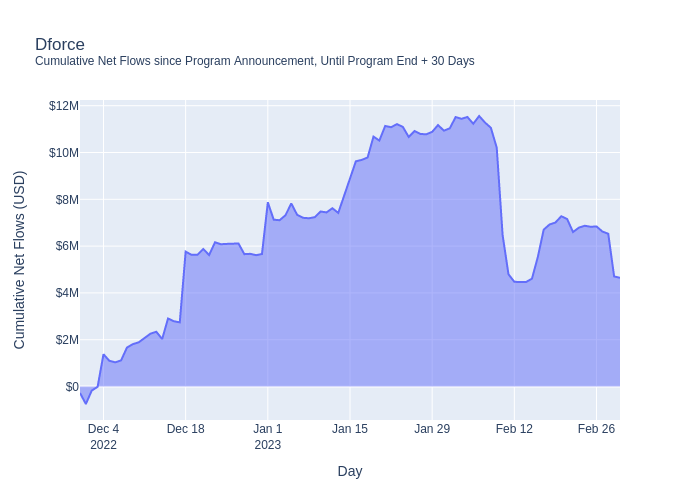 Dforce
Cumulative Net Flows since Program Announcement, Until Program End + 30 Days
Cumulative Net Flows (USD)
$12M
$10M
$8M
$6M
$4M
$2M
$0
Dec 4
2022
Dec 18
Jan 1
2023
Jan 15
Jan 29
Feb 12
Feb 26
Day